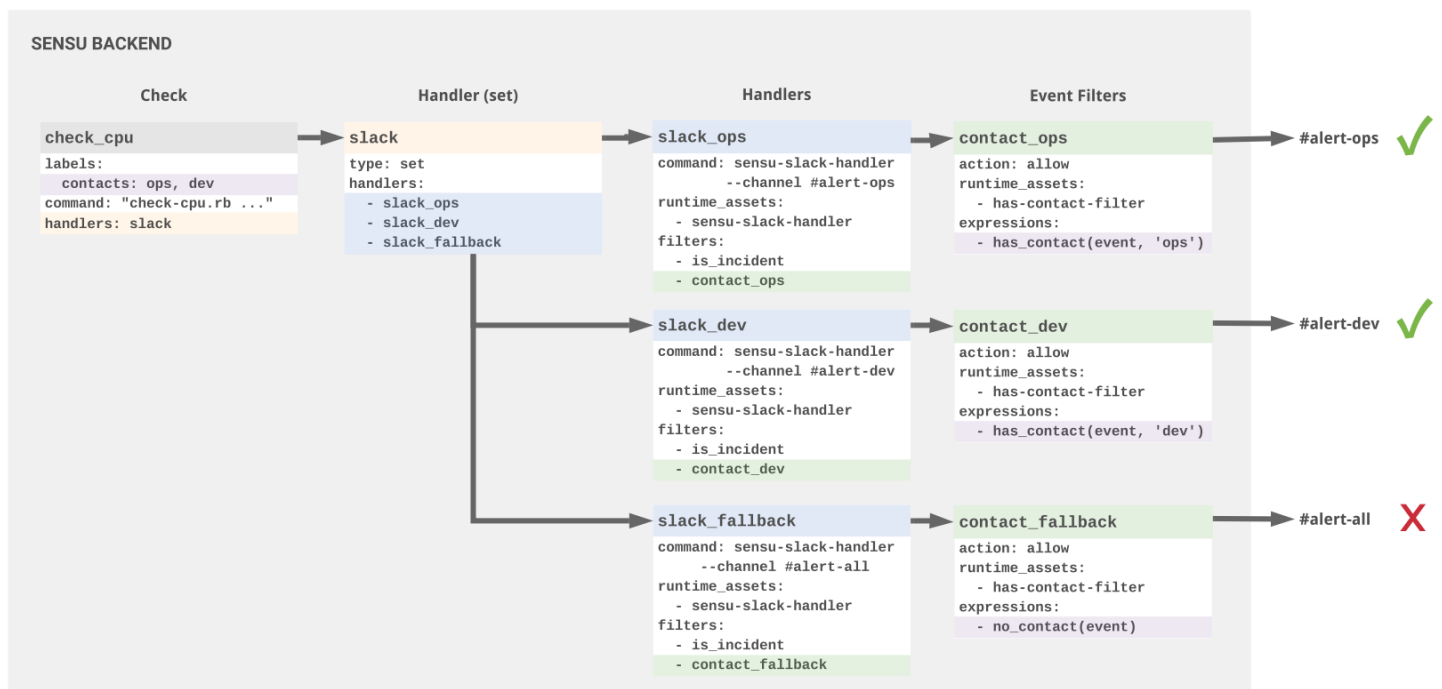 SENSU BACKEND
Check
Handler (set)
Handlers
Event Filters
check_cpu
labels:
contacts: ops, dev
command: "check-cpu.rb ..."
handlers: slack
slack
type: set
handlers:
- slack_ops
- slack_dev
- slack_fallback
slack_ops
command: sensu-slack-handler
--channel #alert-ops
runtime_assets:
- sensu-slack-handler
filters:
- is_incident
- contact_ops
contact_ops
action: allow
runtime_assets:
- has-contact-filter
expressions:
- has_contact(event, 'ops')
#alert-ops
slack_dev
command: sensu-slack-handler
--channel #alert-dev
runtime_assets:
- sensu-slack-handler
filters:
- is_incident
- contact_dev
contact_dev
action: allow
runtime_assets:
- has-contact-filter
expressions:
- has_contact(event, 'dev')
#alert-dev
slack_fallback
command: sensu-slack-handler
--channel #alert-all
runtime_assets:
- sensu-slack-handler
filters:
- is_incident
- contact_fallback
contact_fallback
action: allow
runtime_assets:
- has-contact-filter
expressions:
- no_contact(event)
#alert-all